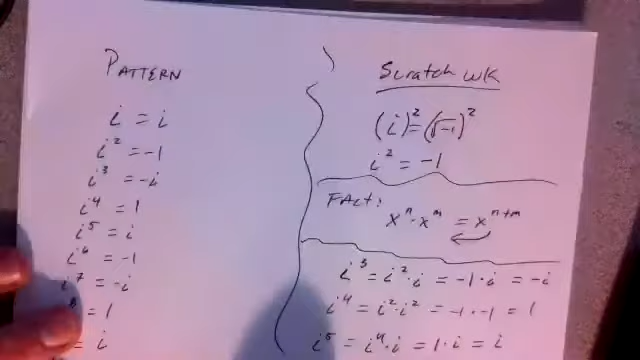 PATTERN
i = i
i² = -1
i³ = -i
i⁴ = 1
i⁵ = i
i⁶ = -1
i⁷ = -i
⁸ = 1
= i
Scratch wk
(i)² = (√-1)²
i² = -1
FACT:
xⁿ · xᵐ = xⁿ⁺ᵐ
i³ = i² · i = -1 · i = -i
i⁴ = i² · i² = -1 · -1 = 1
i⁵ = i⁴ · i = 1 · i = i